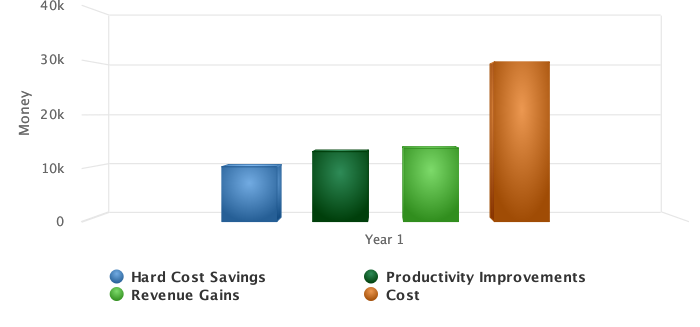 40k
30k
20k
10k
0
Money
Year 1
Hard Cost Savings
Productivity Improvements
Revenue Gains
Cost